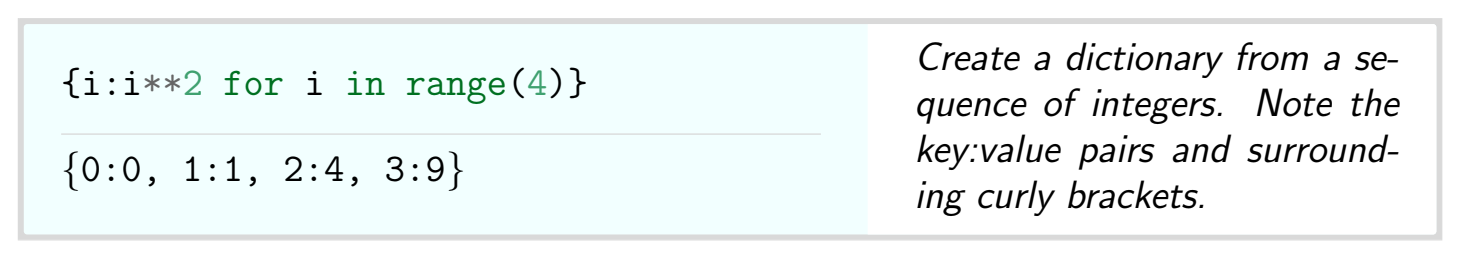 {i:i**2 for i in range(4)}
{0:0, 1:1, 2:4, 3:9}
Create a dictionary from a se-
quence of integers. Note the
key:value pairs and surround-
ing curly brackets.